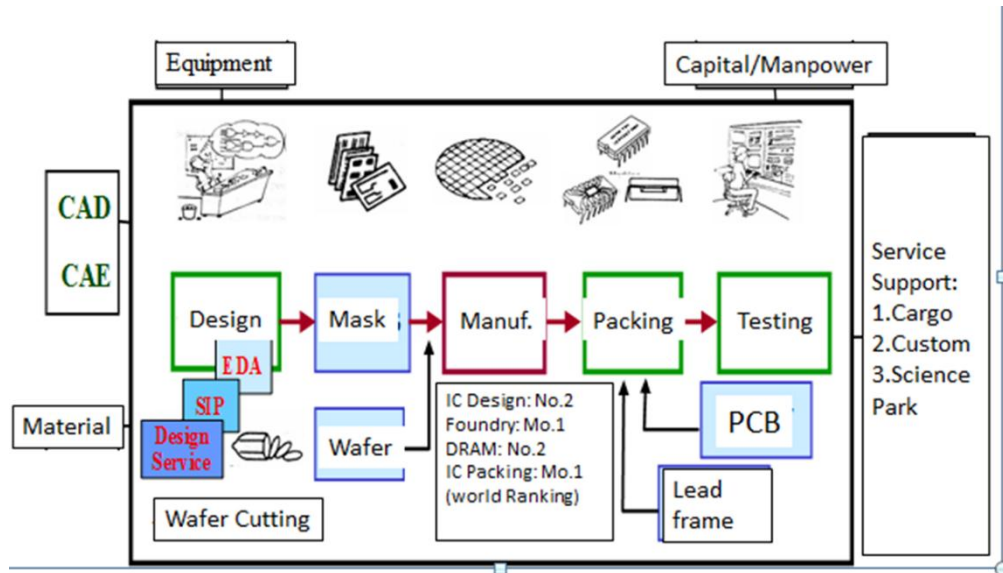 Equipment
Capital/Manpower
CAD
CAE
Design
Mask
Manuf.
Packing
Testing
EDA
SIP
Design
Service
Material
Wafer
Wafer Cutting
IC Design: No.2
Foundry: Mo.1
DRAM: No.2
IC Packing: Mo.1
(world Ranking)
PCB
Lead
frame
Service
Support:
1.Cargo
2.Custom
3.Science
Park